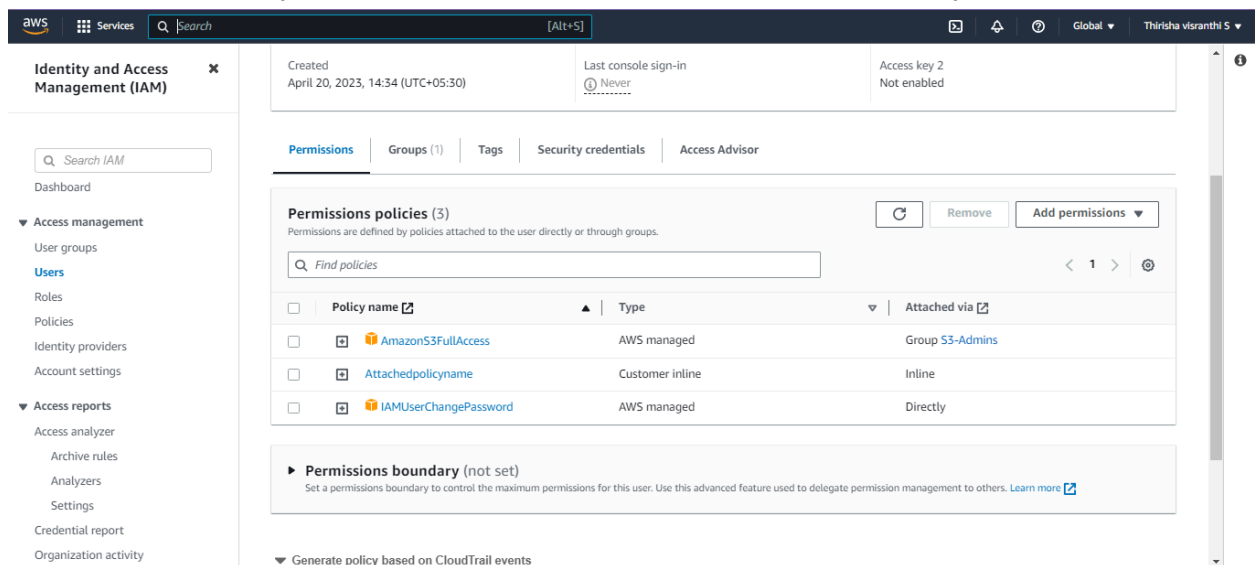 aws Services Search [Alt+S] Global ▼ Thirisha visranthi S ▼
Identity and Access Management (IAM)
Search IAM
Dashboard
Access management
User groups
Users
Roles
Policies
Identity providers
Account settings
Access reports
Access analyzer
Archive rules
Analyzers
Settings
Credential report
Organization activity
Created Last console sign-in Access key 2
April 20, 2023, 14:34 (UTC+05:30) Never Not enabled
Permissions Groups (1) Tags Security credentials Access Advisor
Permissions policies (3) Remove Add permissions ▼
Permissions are defined by policies attached to the user directly or through groups.
Find policies < 1 >
Policy name Type Attached via
AmazonS3FullAccess AWS managed Group S3-Admins
Attachedpolicyname Customer inline Inline
IAMUserChangePassword AWS managed Directly
Permissions boundary (not set)
Set a permissions boundary to control the maximum permissions for this user. Use this advanced feature used to delegate permission management to others. Learn more
Generate policy based on CloudTrail events